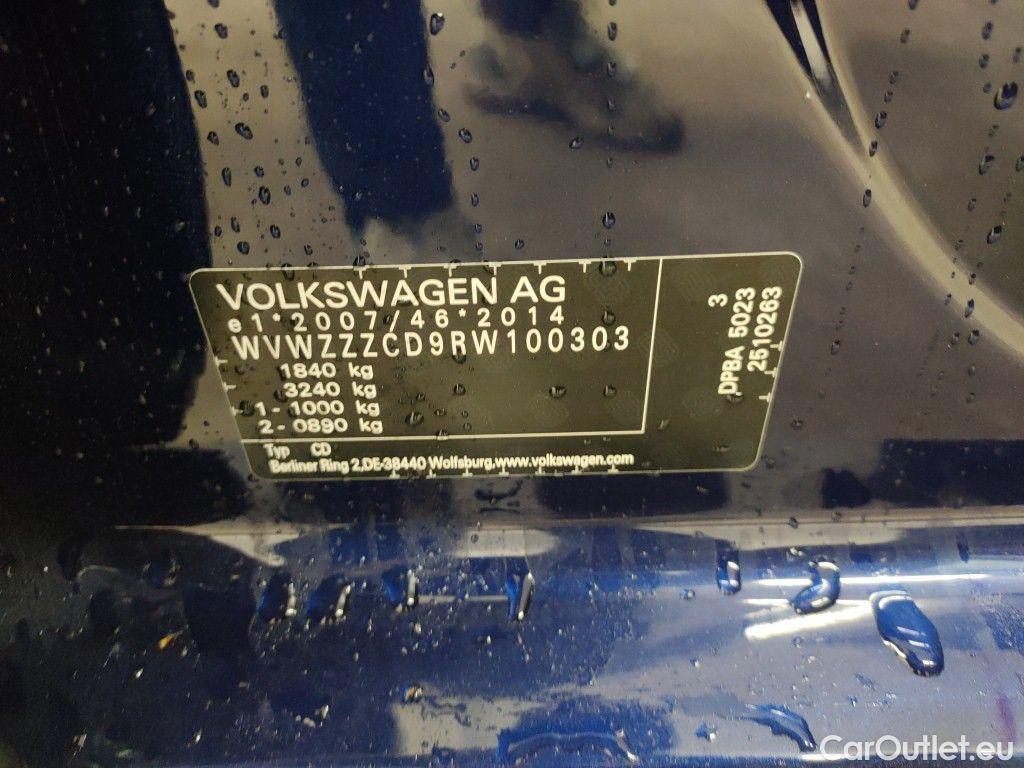 VOLKSWAGEN AG
e1*2007/46*2014
WVWZZZCD9RW100303
1840 kg
3240 kg
1 - 1000 kg
2 - 0890 kg
Typ CD
Berliner Ring 2,DE-38440 Wolfsburg,www.volkswagen.com
3
DPBA 5023
2510263
CarOutlet.eu